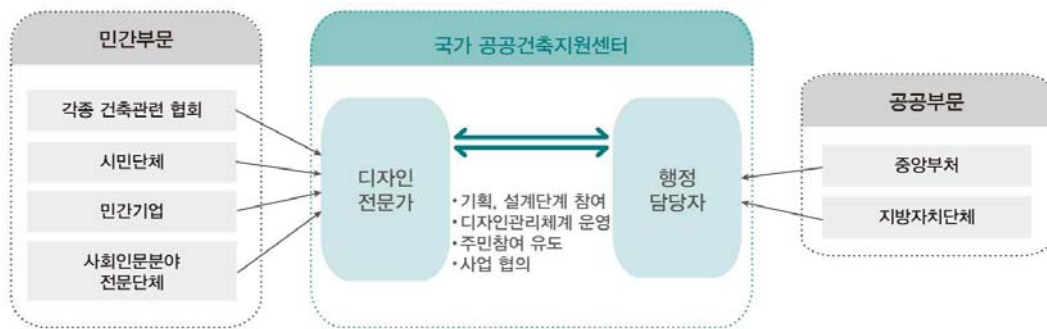 민간부문
각종 건축관련 협회
시민단체
민간기업
사회인문분야
전문단체
국가 공공건축지원센터
디자인
전문가
• 기획, 설계단계 참여
• 디자인관리체계 운영
• 주민참여 유도
• 사업 협의
행정
담당자
공공부문
중앙부처
지방자치단체